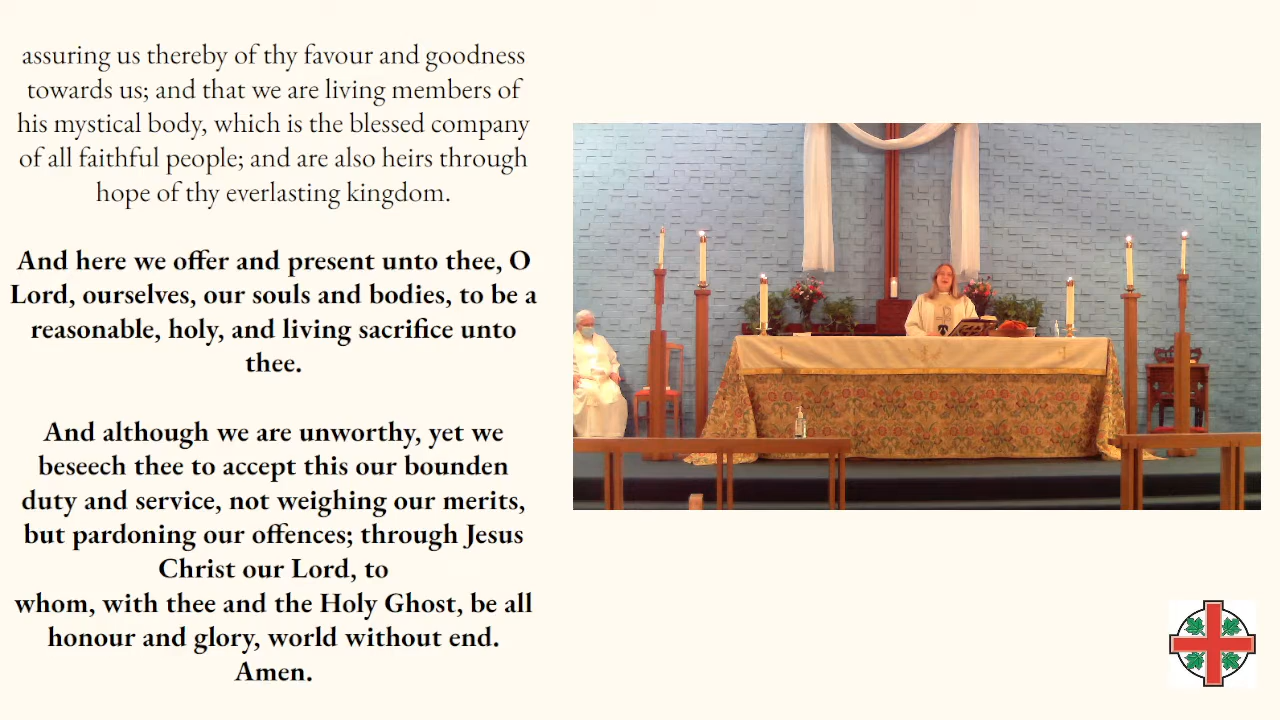 assuring us thereby of thy favour and goodness
towards us; and that we are living members of
his mystical body, which is the blessed company
of all faithful people; and are also heirs through
hope of thy everlasting kingdom.
And here we offer and present unto thee, O
Lord, ourselves, our souls and bodies, to be a
reasonable, holy, and living sacrifice unto
thee.
And although we are unworthy, yet we
beseech thee to accept this our bounden
duty and service, not weighing our merits,
but pardoning our offences; through Jesus
Christ our Lord, to
whom, with thee and the Holy Ghost, be all
honour and glory, world without end.
Amen.